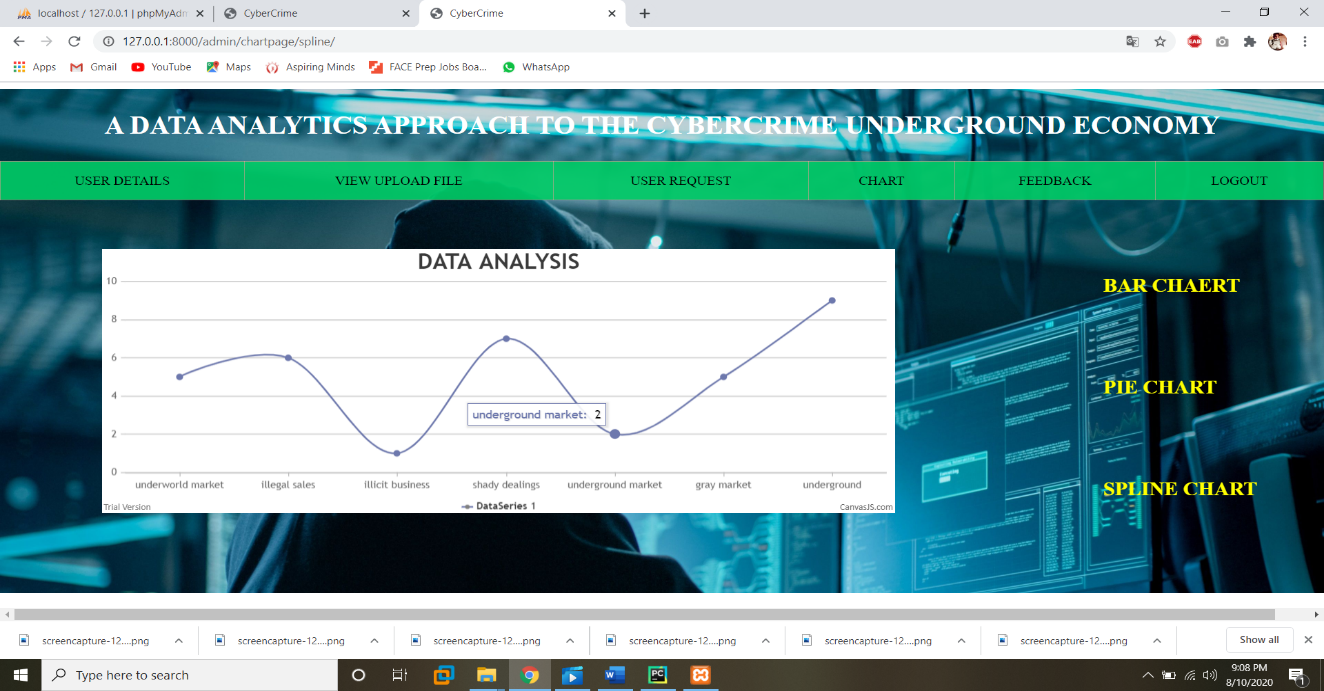 localhost / 127.0.0.1 | phpMyAdm
CyberCrime
CyberCrime
127.0.0.1:8000/admin/chartpage/spline/
Apps
Gmail
YouTube
Maps
Aspiring Minds
FACE Prep Jobs Boa...
WhatsApp
A DATA ANALYTICS APPROACH TO THE CYBERCRIME UNDERGROUND ECONOMY
USER DETAILS
VIEW UPLOAD FILE
USER REQUEST
CHART
FEEDBACK
LOGOUT
DATA ANALYSIS
10
8
6
4
2
0
underground market: 2
underworld market
illegal sales
illicit business
shady dealings
underground market
gray market
underground
Trial Version
DataSeries 1
CanvasJS.com
BAR CHAERT
PIE CHART
SPLINE CHART
screencapture-12....png
screencapture-12....png
screencapture-12....png
screencapture-12....png
screencapture-12....png
screencapture-12....png
Show all
Type here to search
9:08 PM
8/10/2020